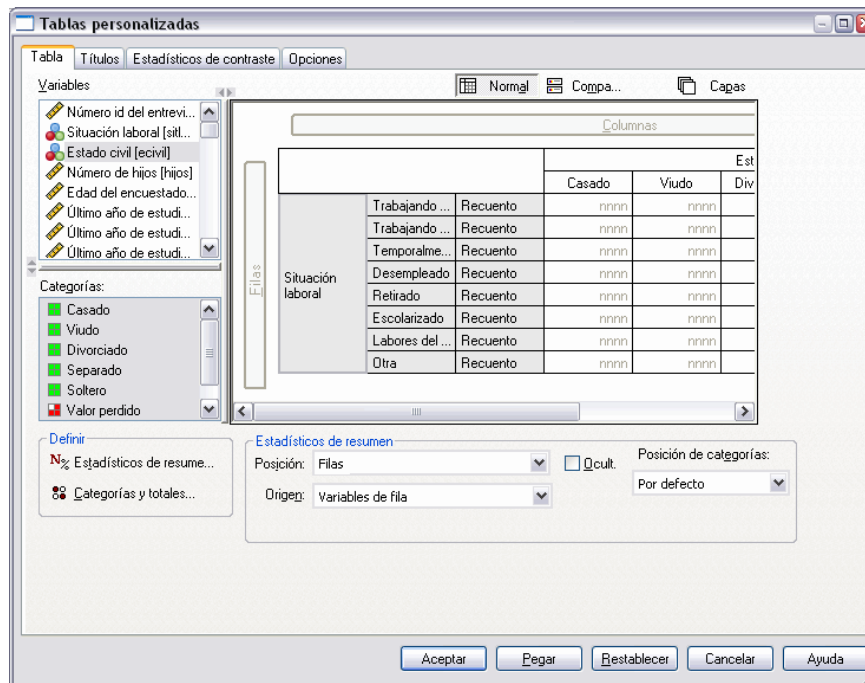 Tablas personalizadas
Tabla Títulos Estadísticos de contraste Opciones
Variables
Normal Compa... Capas
Número id del entrevi...
Situación laboral [sitl...
Estado civil [ecivil]
Número de hijos [hijos]
Edad del encuestado...
Último año de estudi...
Último año de estudi...
Último año de estudi...
Categorías:
Casado
Viudo
Divorciado
Separado
Soltero
Valor perdido
Columnas
Filas
Est
Casado Viudo Div
Situación laboral
Trabajando ... Recuento nnnn nnnn
Trabajando ... Recuento nnnn nnnn
Temporalme... Recuento nnnn nnnn
Desempleado Recuento nnnn nnnn
Retirado Recuento nnnn nnnn
Escolarizado Recuento nnnn nnnn
Labores del ... Recuento nnnn nnnn
Otra Recuento nnnn nnnn
Definir
N% Estadísticos de resume...
Categorías y totales...
Estadísticos de resumen
Posición: Filas
Ocult.
Origen: Variables de fila
Posición de categorías:
Por defecto
Aceptar Pegar Restablecer Cancelar Ayuda